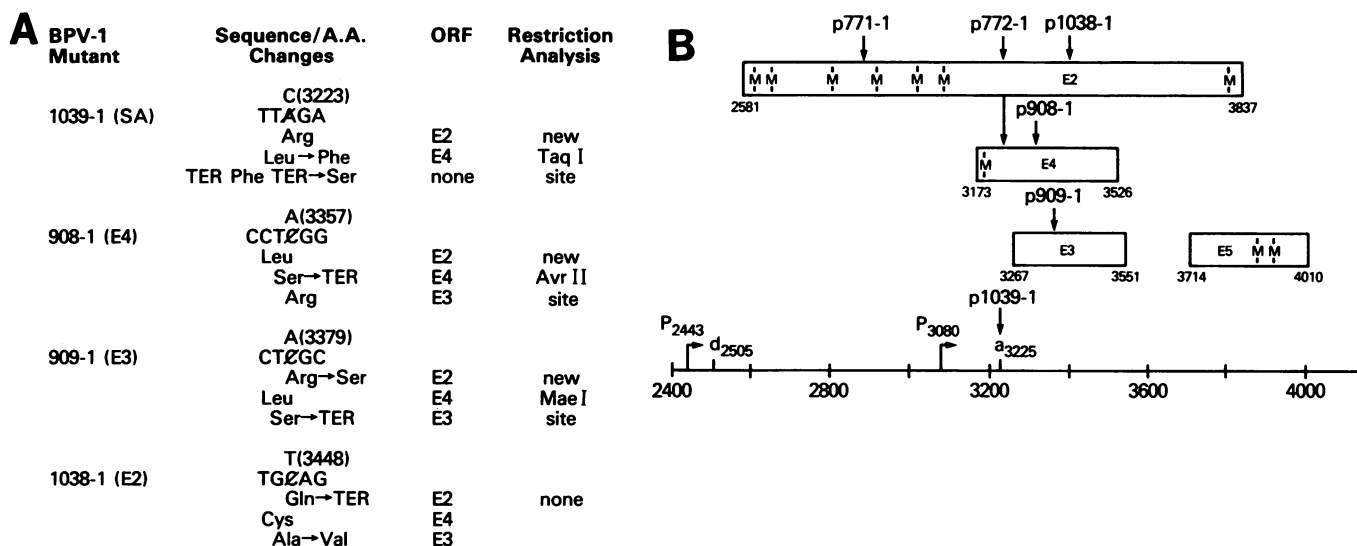 A
BPV-1 Mutant Sequence/A.A. Changes ORF Restriction Analysis
C(3223)
1039-1 (SA) TTAGA
Arg E2 new
Leu→Phe E4 Taq I
TER Phe TER→Ser none site
A(3357)
908-1 (E4) CCTCGG
Leu E2 new
Ser→TER E4 Avr II
Arg E3 site
A(3379)
909-1 (E3) CTCGC
Arg→Ser E2 new
Leu E4 Mae I
Ser→TER E3 site
T(3448)
1038-1 (E2) TGCAG
Gln→TER E2 none
Cys E4
Ala→Val E3
B
p771-1 p772-1 p1038-1
M M M M M M E2 M
2581 3837
p908-1
M E4
3173 3526
p909-1
E3 E5 M M
3267 3551 3714 4010
p1039-1
P2443 d2505 P3080 a3225
2400 2800 3200 3600 4000